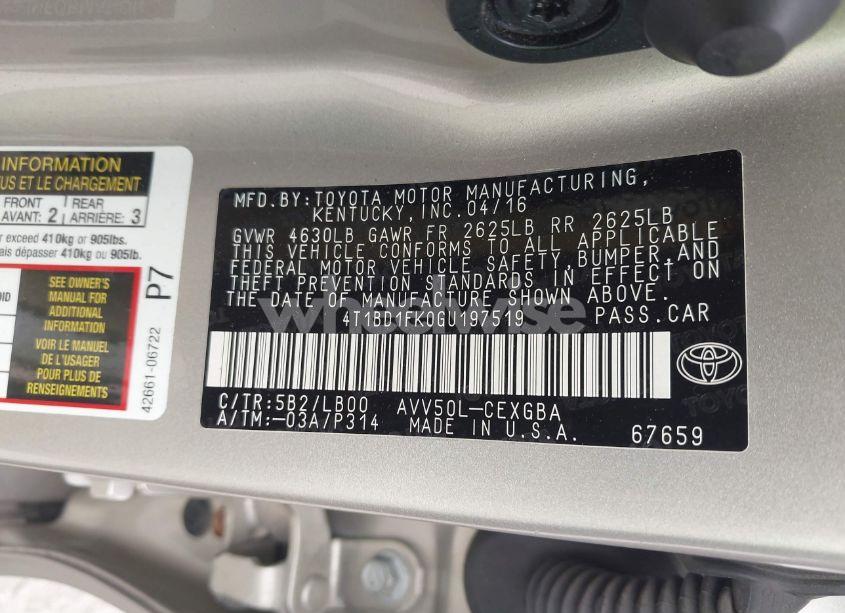 INFORMATION
US ET LE CHARGEMENT
FRONT
AVANT: 2
REAR
ARRIÈRE: 3
r exceed 410kg or 905lbs.
ais dépasser 410kg ou 905lb.
SEE OWNER'S
MANUAL FOR
ADDITIONAL
INFORMATION
VOIR LE MANUEL
DE L'USAGER
POUR PLUS DE
RENSEIGNEMENTS
P7
42661-06722
MFD. BY: TOYOTA MOTOR MANUFACTURING,
KENTUCKY, INC. 04/16
GVWR 4630LB GAWR FR 2625LB RR 2625LB
THIS VEHICLE CONFORMS TO ALL APPLICABLE
FEDERAL MOTOR VEHICLE SAFETY, BUMPER, AND
THEFT PREVENTION STANDARDS IN EFFECT ON
THE DATE OF MANUFACTURE SHOWN ABOVE.
4T1BD1FK0GU197519 PASS. CAR
C/TR: 5B2/LB00 AVV50L-CEXGBA
A/TM: -03A/P314 MADE IN U.S.A. 67659
wheelwise